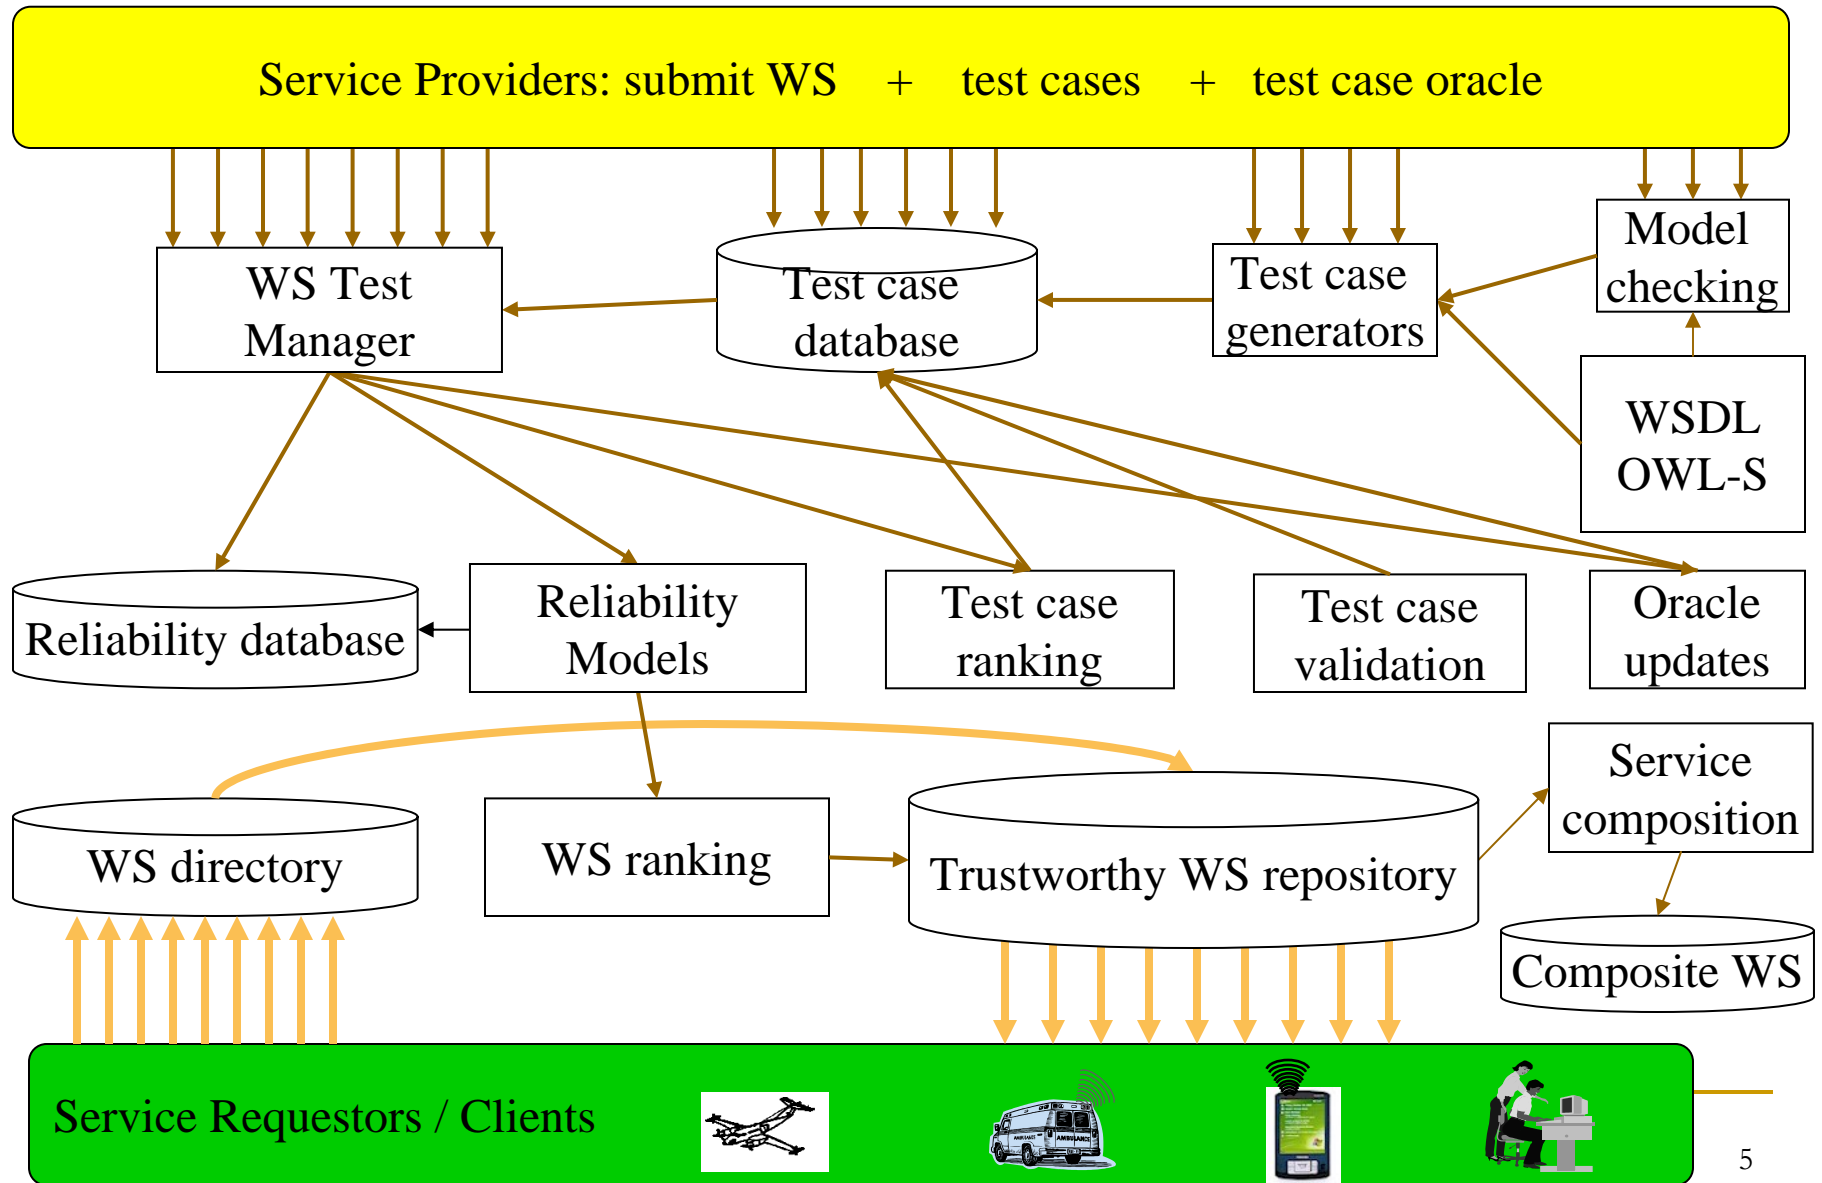 Service Providers: submit WS + test cases + test case oracle
WS Test
Manager
Test case
database
Test case
generators
Model
checking
WSDL
OWL-S
Reliability database
Reliability
Models
Test case
ranking
Test case
validation
Oracle
updates
WS directory
WS ranking
Trustworthy WS repository
Service
composition
Composite WS
Service Requestors / Clients
AMBULANCE
5